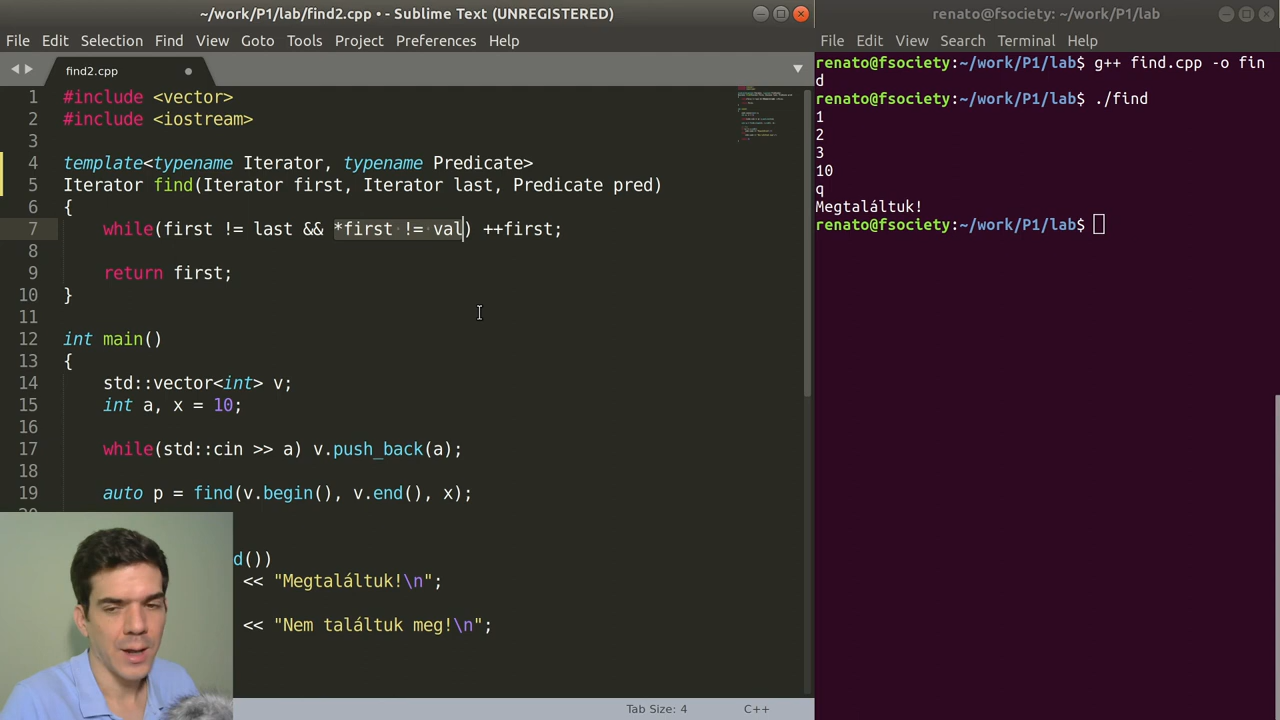 ~/work/P1/lab/find2.cpp • - Sublime Text (UNREGISTERED)
File Edit Selection Find View Goto Tools Project Preferences Help
find2.cpp
1 #include <vector>
2 #include <iostream>
3
4 template<typename Iterator, typename Predicate>
5 Iterator find(Iterator first, Iterator last, Predicate pred)
6 {
7 while(first != last && *first != val) ++first;
8
9 return first;
10 }
11
12 int main()
13 {
14 std::vector<int> v;
15 int a, x = 10;
16
17 while(std::cin >> a) v.push_back(a);
18
19 auto p = find(v.begin(), v.end(), x);
d())
<< "Megtaláltuk!\n";
<< "Nem találtuk meg!\n";
Tab Size: 4 C++
renato@fsociety: ~/work/P1/lab
File Edit View Search Terminal Help
renato@fsociety:~/work/P1/lab$ g++ find.cpp -o fin
d
renato@fsociety:~/work/P1/lab$ ./find
1
2
3
10
q
Megtaláltuk!
renato@fsociety:~/work/P1/lab$